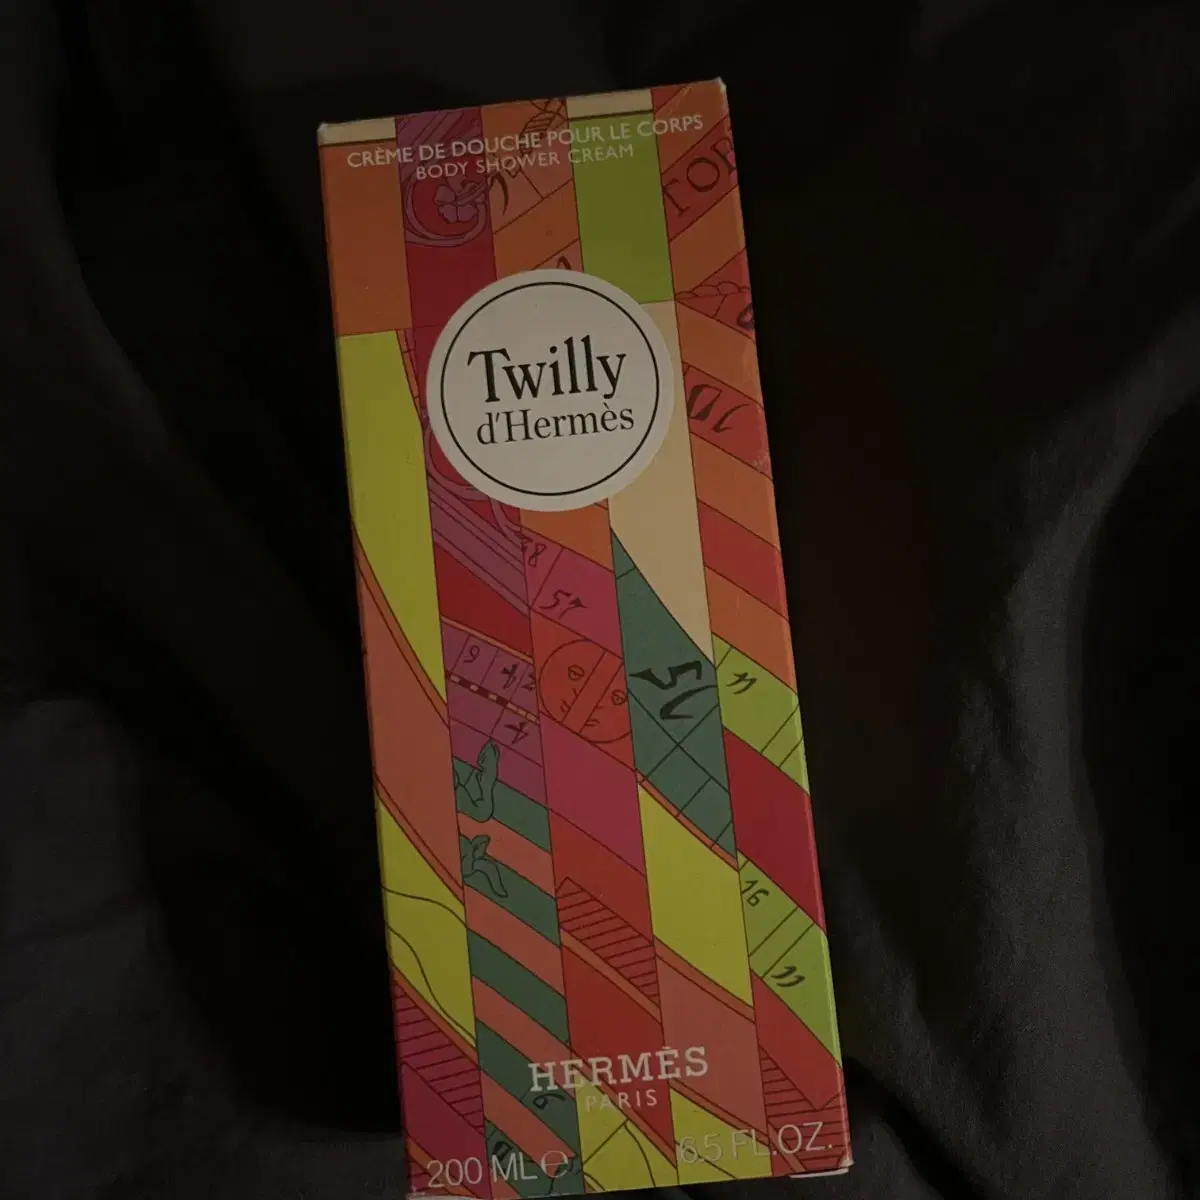 CRÈME DE DOUCHE POUR LE CORPS
BODY SHOWER CREAM
Twilly
d'Hermès
HERMÈS
PARIS
200 ML ℮
6.5 FL.OZ.